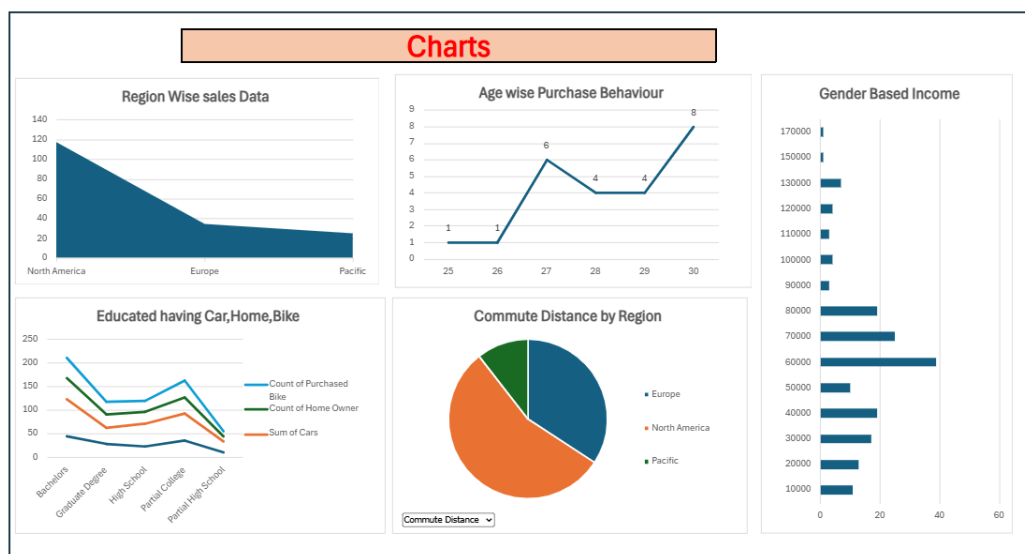 Charts
Region Wise sales Data
140
120
100
80
60
40
20
0
North America
Europe
Pacific
Age wise Purchase Behaviour
9
8
7
6
5
4
3
2
1
0
1
1
6
4
4
8
25
26
27
28
29
30
Gender Based Income
170000
150000
130000
120000
110000
100000
90000
80000
70000
60000
50000
40000
30000
20000
10000
0
20
40
60
Educated having Car,Home,Bike
250
200
150
100
50
0
Bachelors
Graduate Degree
High School
Partial College
Partial High School
Count of Purchased
Bike
Count of Home Owner
Sum of Cars
Commute Distance by Region
Europe
North America
Pacific
Commute Distance